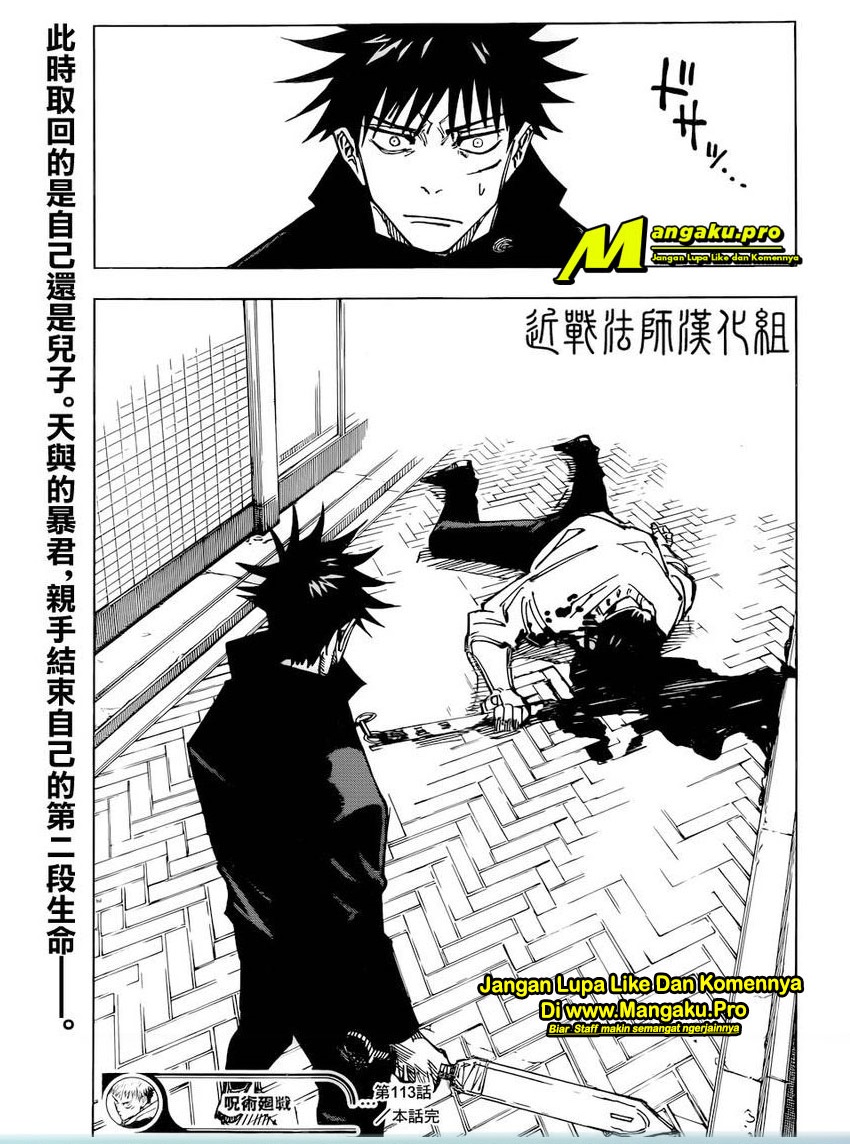 此時取回的是自己還是兒子。天與的暴君，親手結束自己的第二段生命——。
ドサッ…
Mangaku.pro
Jangan Lupa Like dan Komennya
近戰法師漢化組
Jangan Lupa Like Dan Komennya
Di www.Mangaku.Pro
Biar Staff makin semangat ngerjainnya
呪術廻戦
…第113話
／本話完